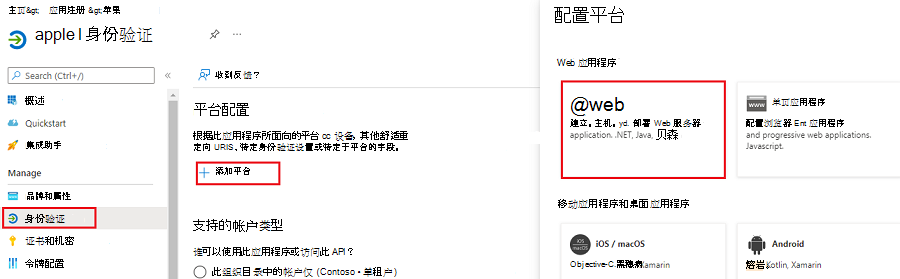 主页&gt; 应用注册 &gt;苹果
apple l 身份验证
Search (Ctrl+/)
概述
Quickstart
集成助手
Manage
品牌和属性
身份验证
证书和机密
令牌配置
收到反馈？
平台配置
根据此应用程序所面向的平台 cc 设备，其他舒适重
定向 URIS、特定身份验证设置或特定于平台的字段。
添加平台
支持的帐户类型
谁可以使用此应用程序或访问此 API？
此组织目录中的帐户仅 (Contoso - 单租户)
配置平台
Web 应用程序
@web
建立。主机。yd. 部署 Web 服务器
application. .NET, Java, 贝森
单页应用程序
配置浏览器 Ent 应用程序
and progressive web applications.
Javascript.
移动应用程序和桌面应用程序
iOS / macOS
Objective-C.黑穗病,Xamarin
Android
熔岩,Kotlin, Xamarin